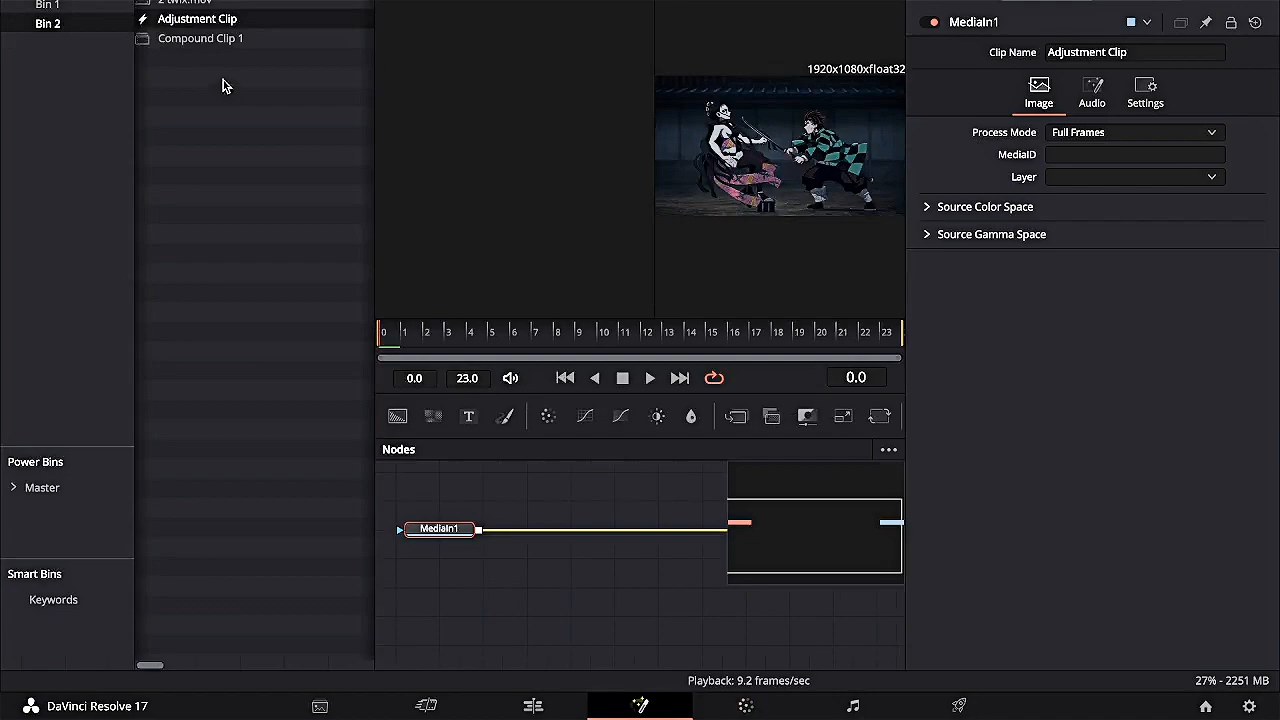 Bin 1
2 twix.mov
MediaIn1
Bin 2
Adjustment Clip
Compound Clip 1
Clip Name
Adjustment Clip
1920x1080xfloat32
Image
Audio
Settings
Process Mode
Full Frames
MediaID
Layer
Source Color Space
Source Gamma Space
0 1 2 3 4 5 6 7 8 9 10 11 12 13 14 15 16 17 18 19 20 21 22 23
0.0
23.0
0.0
Nodes
Power Bins
Master
MediaIn1
Smart Bins
Keywords
Playback: 9.2 frames/sec
27% - 2251 MB
DaVinci Resolve 17